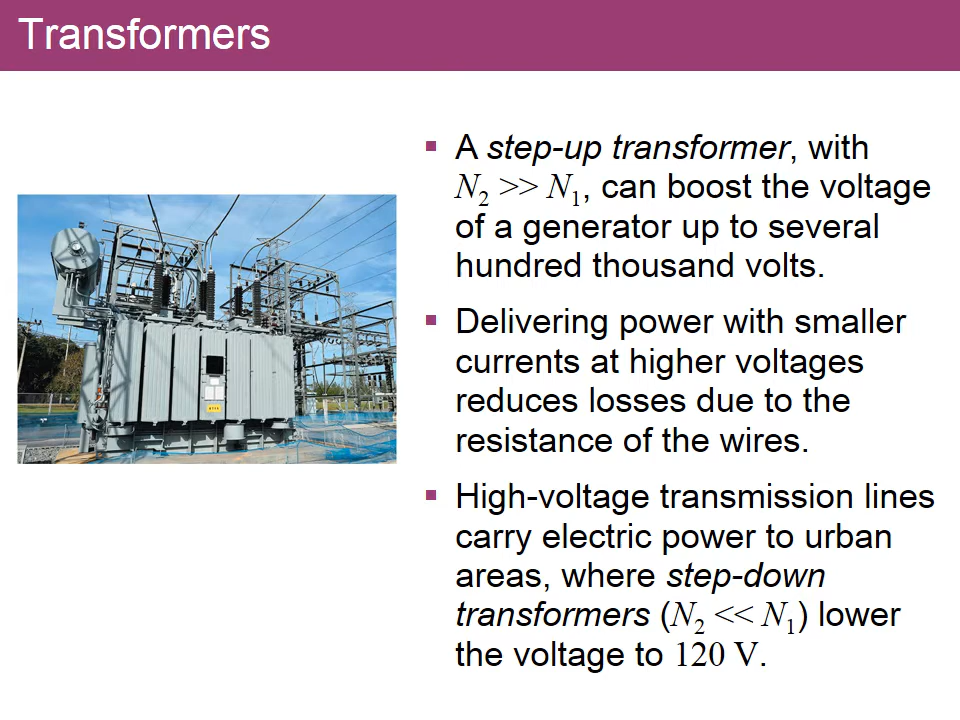 Transformers
▪ A step-up transformer, with
N₂ >> N₁, can boost the voltage
of a generator up to several
hundred thousand volts.
▪ Delivering power with smaller
currents at higher voltages
reduces losses due to the
resistance of the wires.
▪ High-voltage transmission lines
carry electric power to urban
areas, where step-down
transformers (N₂ << N₁) lower
the voltage to 120 V.